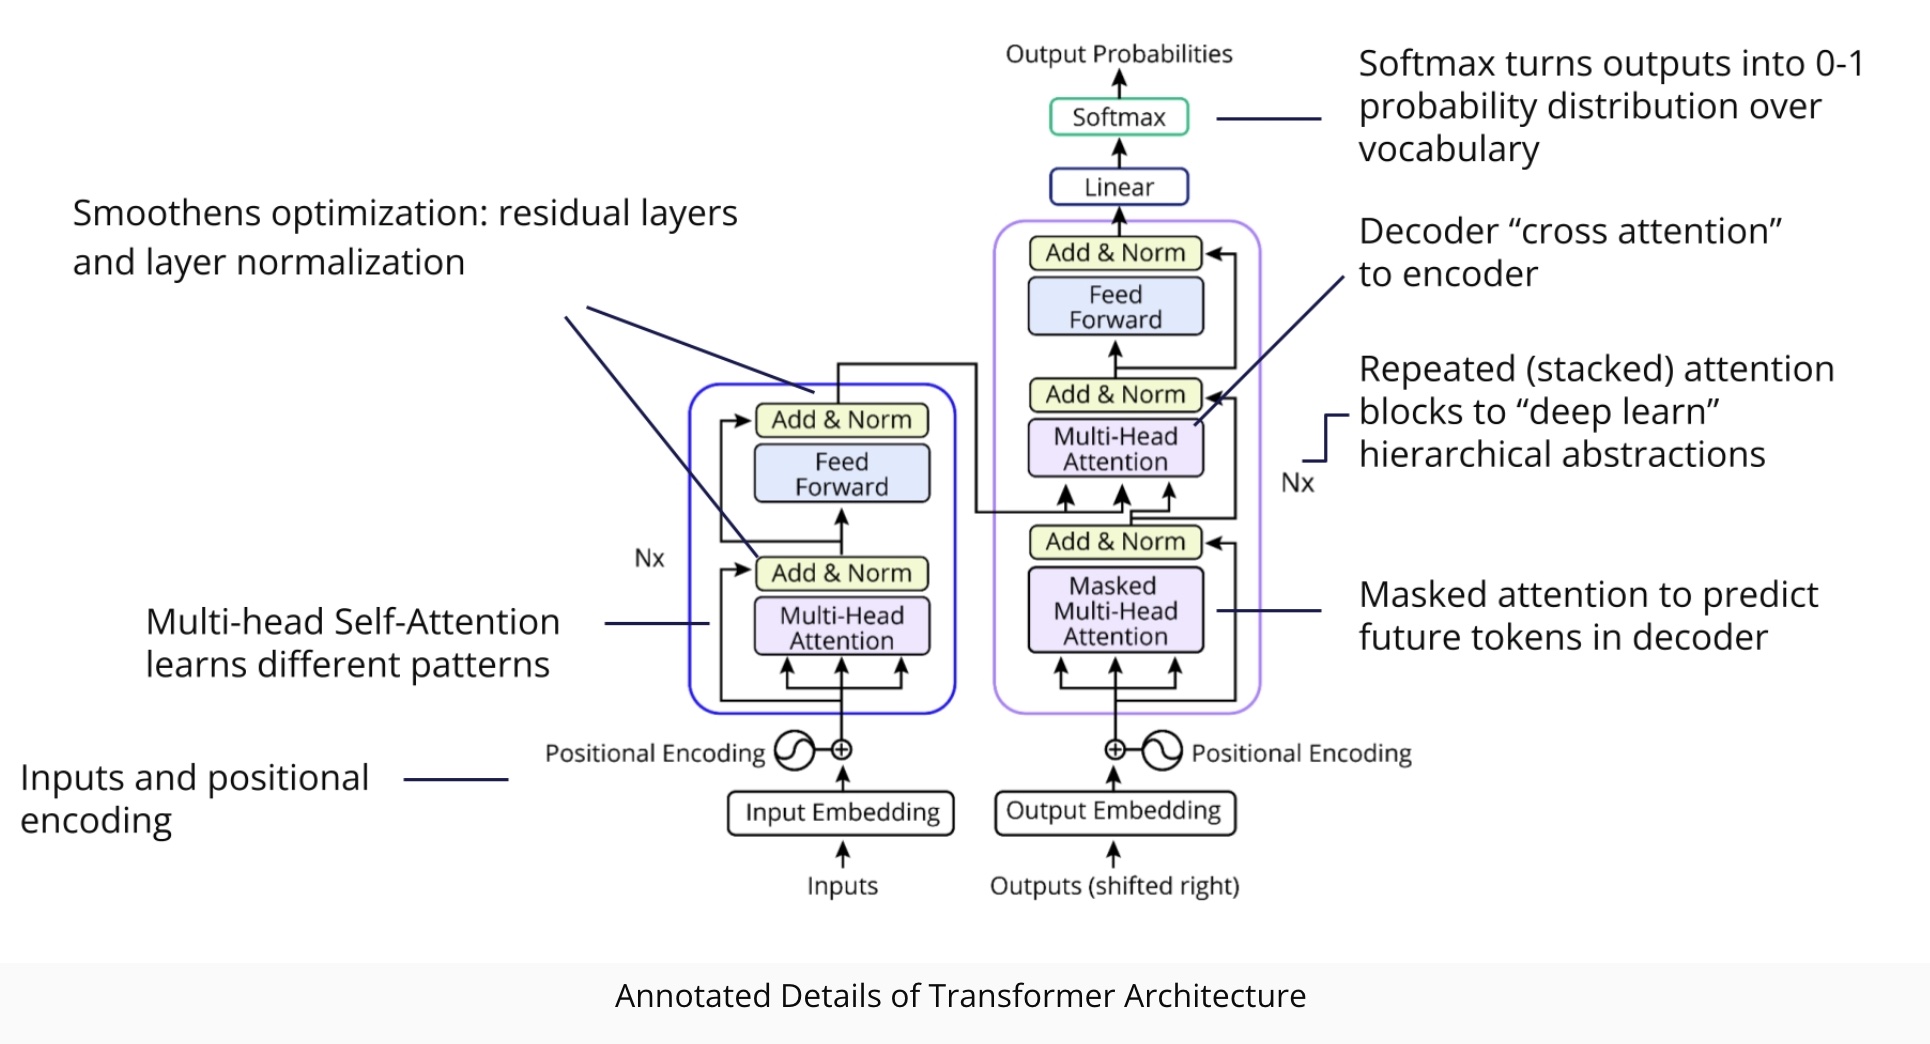 Output Probabilities
Softmax
Linear
Add & Norm
Feed
Forward
Add & Norm
Multi-Head
Attention
Add & Norm
Masked
Multi-Head
Attention
Nx
Positional Encoding
Output Embedding
Outputs (shifted right)
Add & Norm
Feed
Forward
Nx
Add & Norm
Multi-Head
Attention
Positional Encoding
Input Embedding
Inputs
Smoothens optimization: residual layers
and layer normalization
Multi-head Self-Attention
learns different patterns
Inputs and positional
encoding
Softmax turns outputs into 0-1
probability distribution over
vocabulary
Decoder “cross attention”
to encoder
Repeated (stacked) attention
blocks to “deep learn”
hierarchical abstractions
Masked attention to predict
future tokens in decoder
Annotated Details of Transformer Architecture